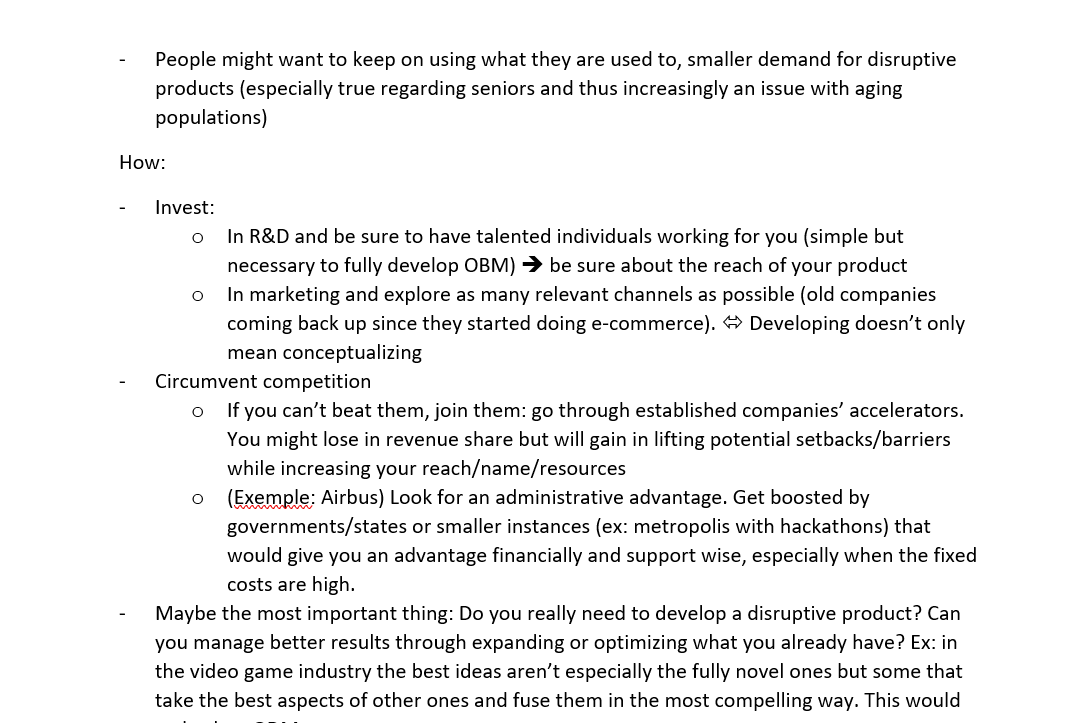 - People might want to keep on using what they are used to, smaller demand for disruptive
products (especially true regarding seniors and thus increasingly an issue with aging
populations)
How:
- Invest:
o In R&D and be sure to have talented individuals working for you (simple but
necessary to fully develop OBM) ➔ be sure about the reach of your product
o In marketing and explore as many relevant channels as possible (old companies
coming back up since they started doing e-commerce). ⬄ Developing doesn’t only
mean conceptualizing
- Circumvent competition
o If you can’t beat them, join them: go through established companies’ accelerators.
You might lose in revenue share but will gain in lifting potential setbacks/barriers
while increasing your reach/name/resources
o (Exemple: Airbus) Look for an administrative advantage. Get boosted by
governments/states or smaller instances (ex: metropolis with hackathons) that
would give you an advantage financially and support wise, especially when the fixed
costs are high.
- Maybe the most important thing: Do you really need to develop a disruptive product? Can
you manage better results through expanding or optimizing what you already have? Ex: in
the video game industry the best ideas aren’t especially the fully novel ones but some that
take the best aspects of other ones and fuse them in the most compelling way. This would